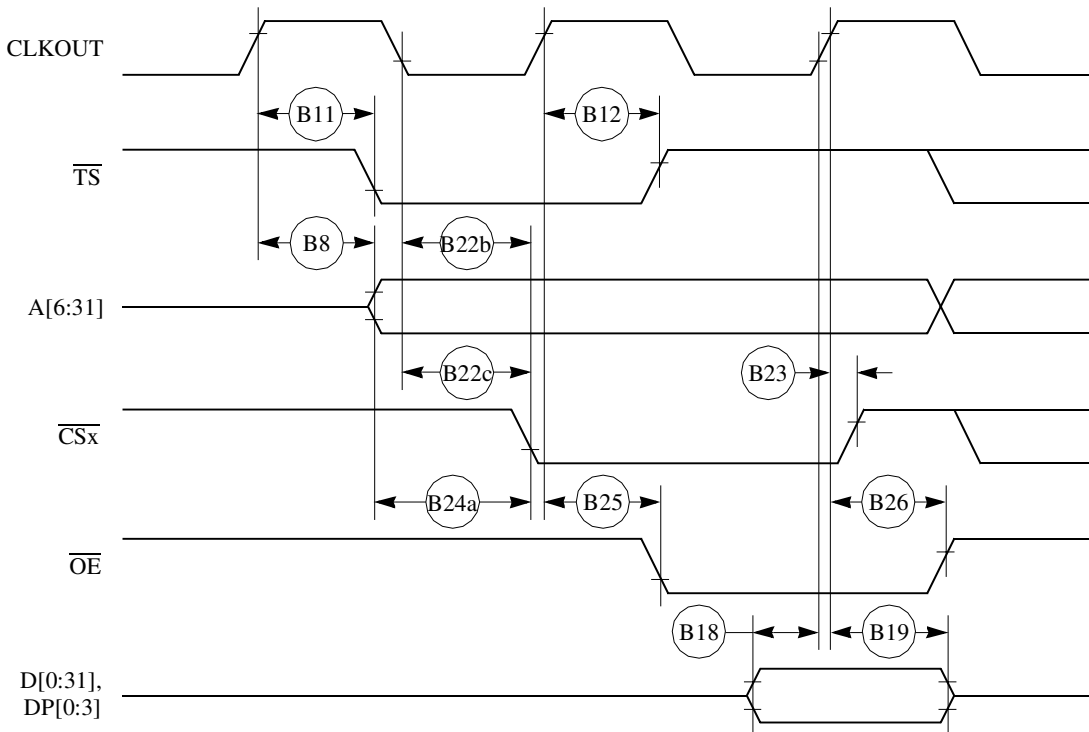 CLKOUT
B11
B12
TS
B8
B22b
A[6:31]
B22c
B23
CSx
B24a
B25
B26
OE
B18
B19
D[0:31],
DP[0:3]